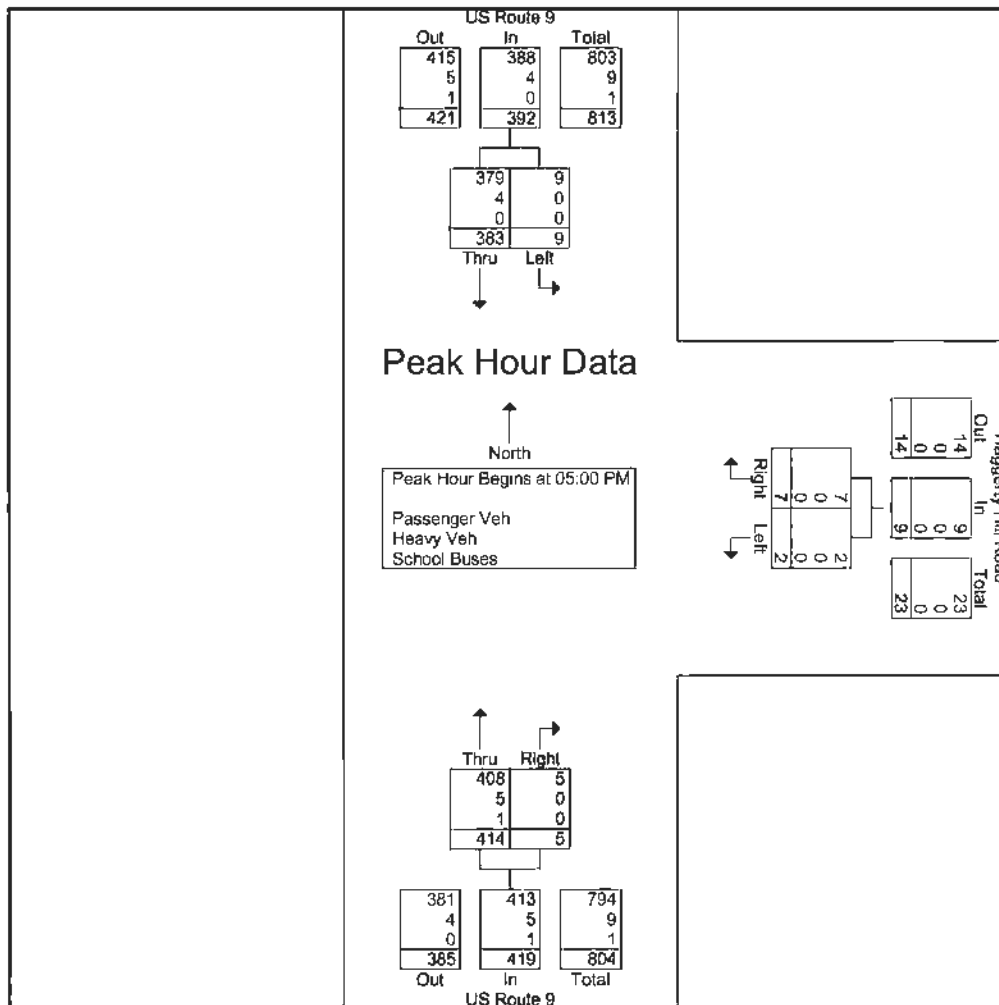 US Route 9
Out In Total
415 388 803
5 4 9
1 0 1
421 392 813
379 9
4 0
0 0
383 9
Thru Left
Peak Hour Data
North
Peak Hour Begins at 05:00 PM
Passenger Veh
Heavy Veh
School Buses
Right Left
7 2
0 0
0 0
7 2
Road
Out In Total
14 9 23
0 0 0
0 0 0
14 9 23
Thru Right
408 5
5 0
1 0
414 5
381 413 794
4 5 9
0 1 1
385 419 804
Out In Total
US Route 9